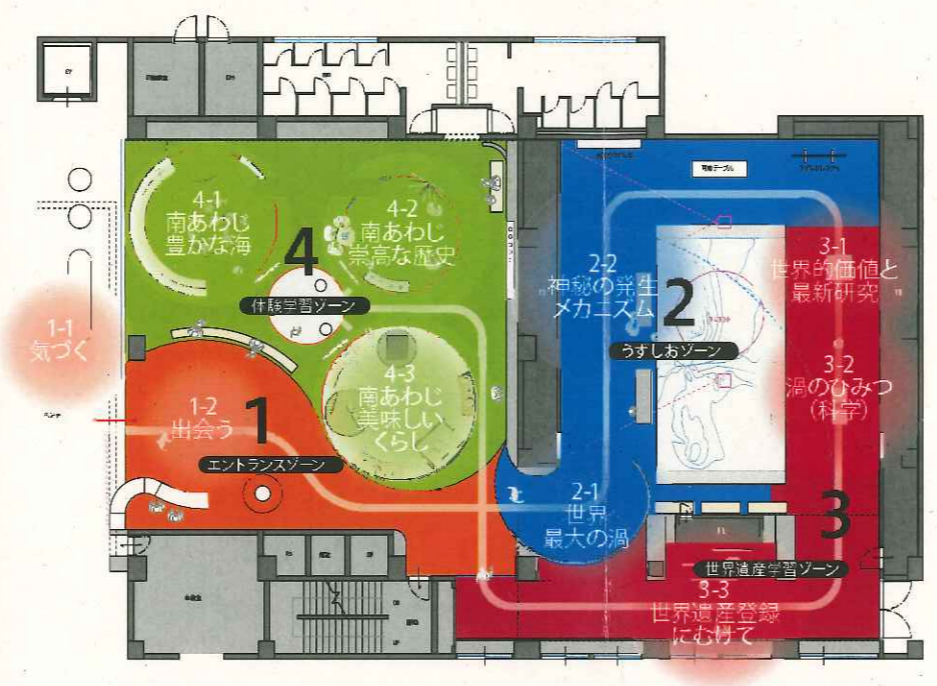 1-1
気づく
1
1-2
出会う
エントランスゾーン
2
うずしおゾーン
2-1
世界
最大の渦
2-2
神秘の発生
メカニズム
可動テーブル
3
世界遺産学習ゾーン
3-1
世界的価値と
最新研究
3-2
渦のひみつ
(科学)
3-3
世界遺産登録
にむけて
4
体験学習ゾーン
4-1
南あわじ
豊かな海
4-2
南あわじ
崇高な歴史
4-3
南あわじ
美味しい
くらし